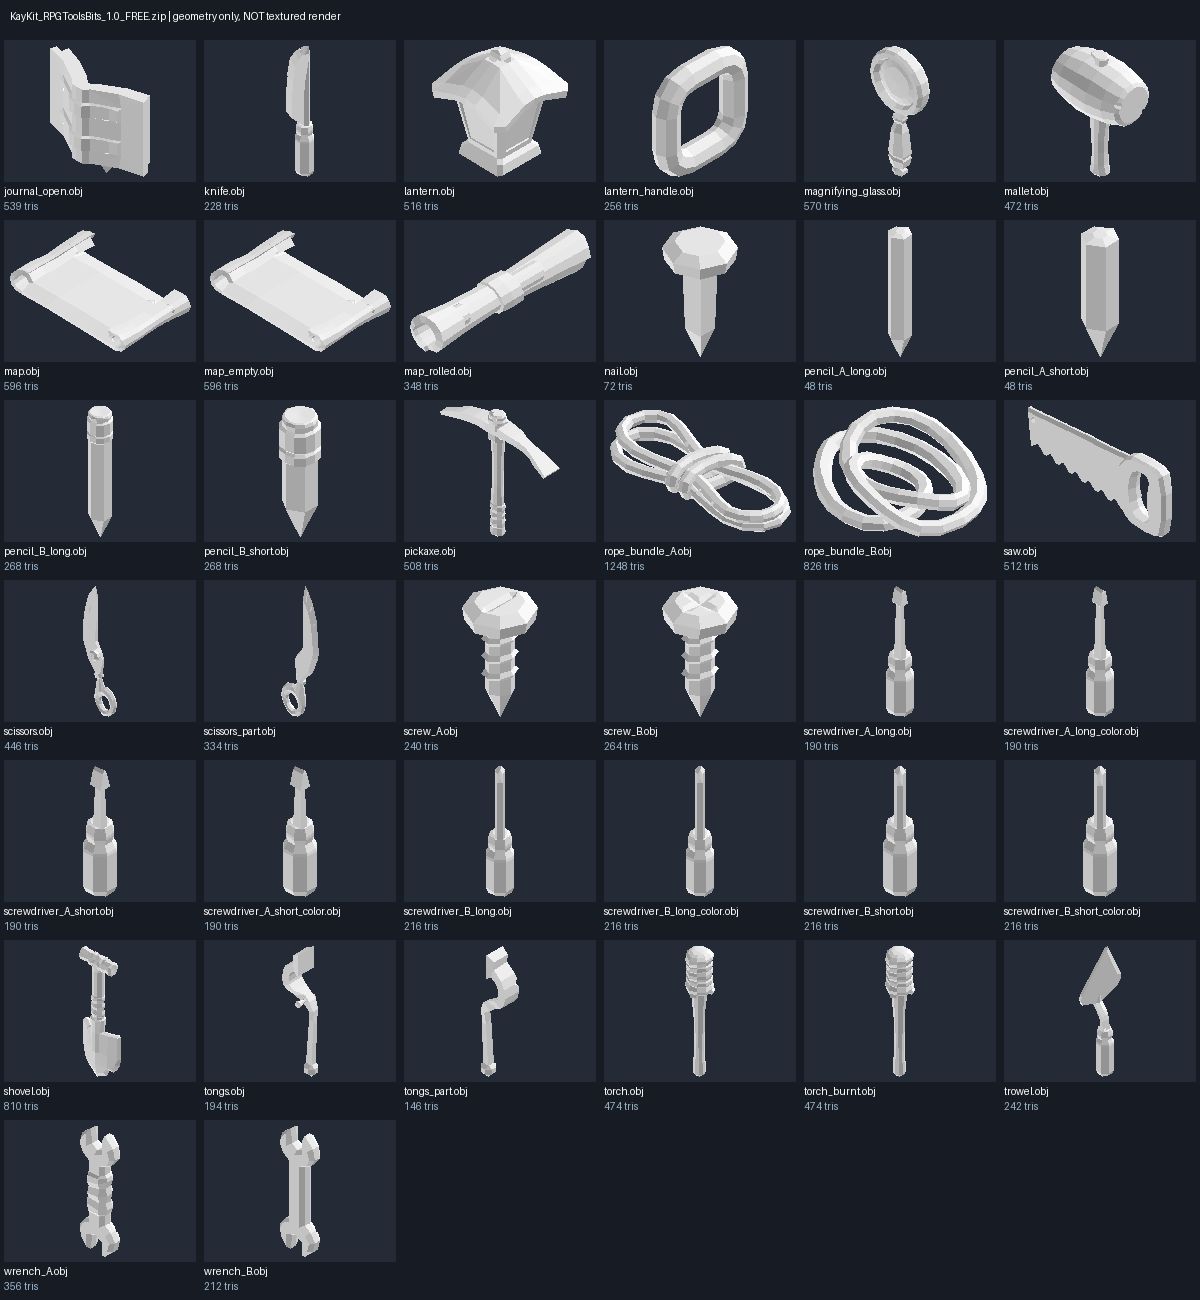 KayKit_RPGToolsBits_1.0_FREE.zip | geometry only, NOT textured render
journal_open.obj
539 tris
knife.obj
228 tris
lantern.obj
516 tris
lantern_handle.obj
256 tris
magnifying_glass.obj
570 tris
mallet.obj
472 tris
map.obj
596 tris
map_empty.obj
596 tris
map_rolled.obj
348 tris
nail.obj
72 tris
pencil_A_long.obj
48 tris
pencil_A_short.obj
48 tris
pencil_B_long.obj
268 tris
pencil_B_short.obj
268 tris
pickaxe.obj
508 tris
rope_bundle_A.obj
1248 tris
rope_bundle_B.obj
826 tris
saw.obj
512 tris
scissors.obj
446 tris
scissors_part.obj
334 tris
screw_A.obj
240 tris
screw_B.obj
264 tris
screwdriver_A_long.obj
190 tris
screwdriver_A_long_color.obj
190 tris
screwdriver_A_short.obj
190 tris
screwdriver_A_short_color.obj
190 tris
screwdriver_B_long.obj
216 tris
screwdriver_B_long_color.obj
216 tris
screwdriver_B_short.obj
216 tris
screwdriver_B_short_color.obj
216 tris
shovel.obj
810 tris
tongs.obj
194 tris
tongs_part.obj
146 tris
torch.obj
474 tris
torch_burnt.obj
474 tris
trowel.obj
242 tris
wrench_A.obj
356 tris
wrench_B.obj
212 tris